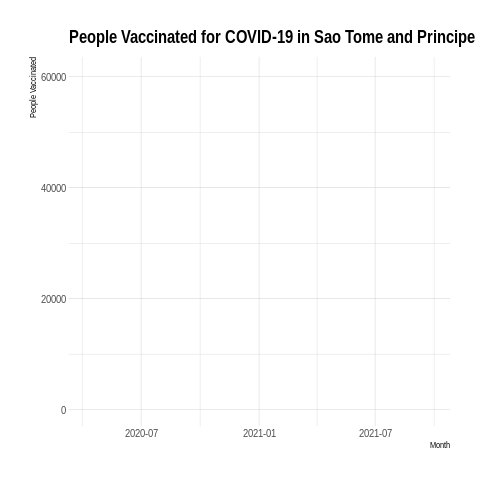 People Vaccinated for COVID-19 in Sao Tome and Principe
People Vaccinated
60000
40000
20000
0
2020-07 2021-01 2021-07
Month